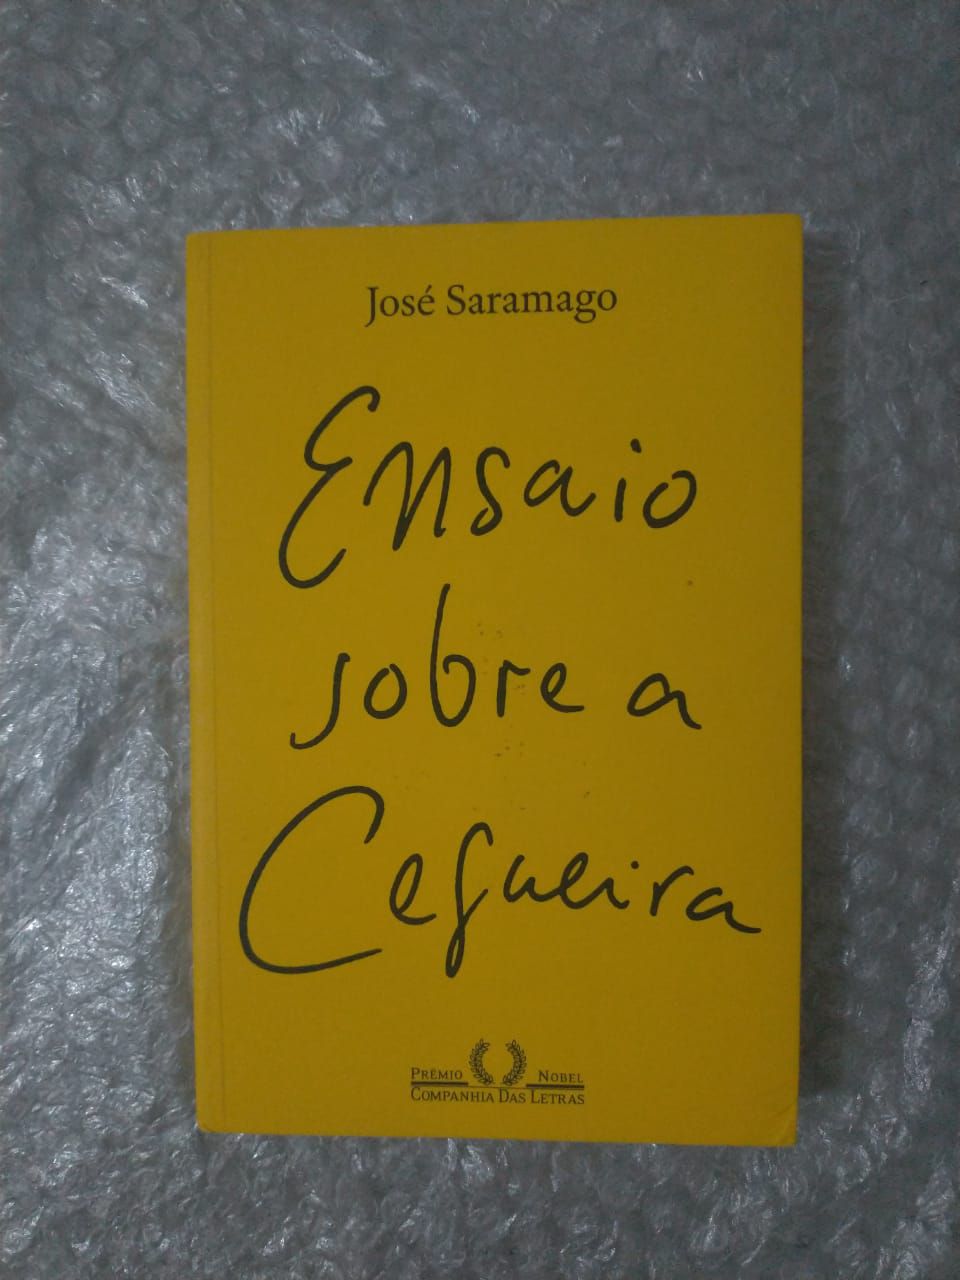 José Saramago
Ensaio
sobre a
Cegueira
PRÊMIO NOBEL
COMPANHIA DAS LETRAS